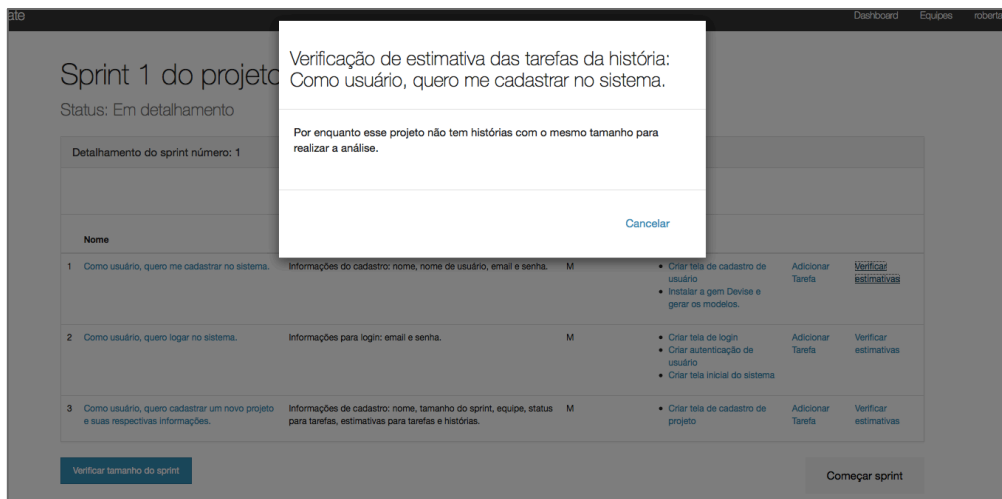 ate
Dashboard Equipes roberta
Verificação de estimativa das tarefas da história:
Como usuário, quero me cadastrar no sistema.
Por enquanto esse projeto não tem histórias com o mesmo tamanho para
realizar a análise.
Cancelar
Sprint 1 do projeto
Status: Em detalhamento
Detalhamento do sprint número: 1
Nome
1 Como usuário, quero me cadastrar no sistema. Informações do cadastro: nome, nome de usuário, email e senha. M • Criar tela de cadastro de Adicionar Verificar
usuário Tarefa estimativas
• Instalar a gem Devise e
gerar os modelos.
2 Como usuário, quero logar no sistema. Informações para login: email e senha. M • Criar tela de login Adicionar Verificar
• Criar autenticação de Tarefa estimativas
usuário
• Criar tela inicial do sistema
3 Como usuário, quero cadastrar um novo projeto Informações de cadastro: nome, tamanho do sprint, equipe, status M • Criar tela de cadastro de Adicionar Verificar
e suas respectivas informações. para tarefas, estimativas para tarefas e histórias. projeto Tarefa estimativas
Verificar tamanho do sprint
Começar sprint